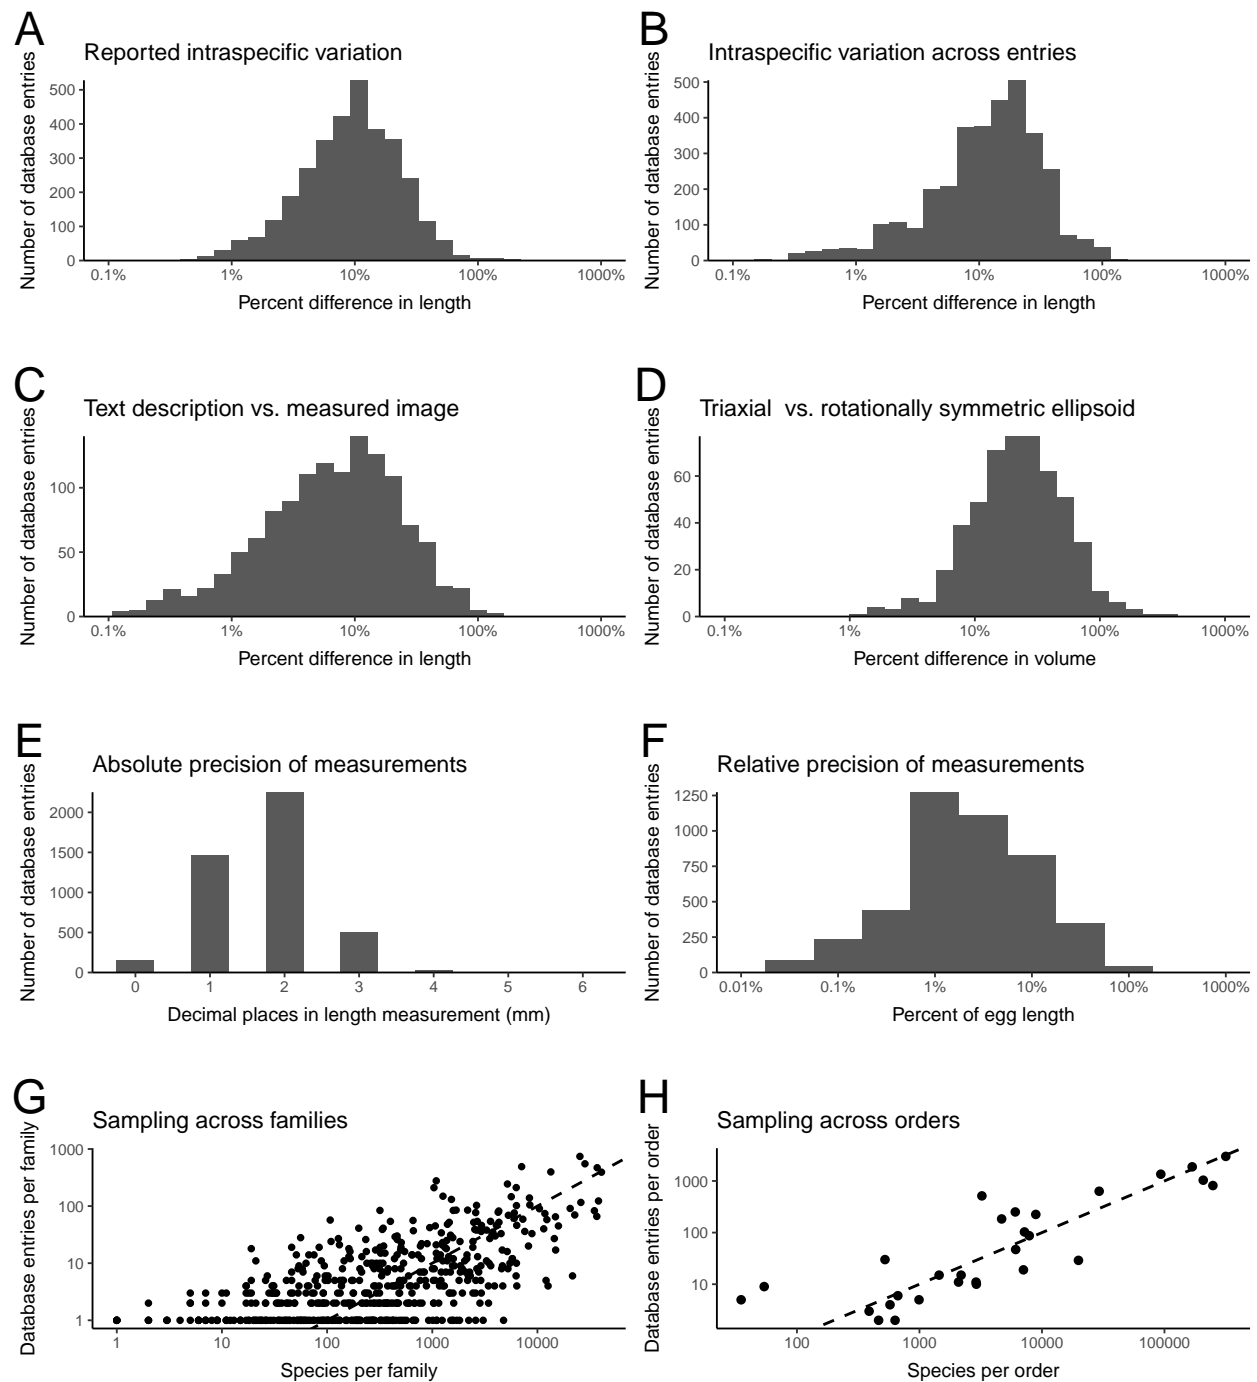 A
Reported intraspecific variation
Number of database entries
500
400
300
200
100
0
0.1% 1% 10% 100% 1000%
Percent difference in length
B
Intraspecific variation across entries
Number of database entries
500
400
300
200
100
0
0.1% 1% 10% 100% 1000%
Percent difference in length
C
Text description vs. measured image
Number of database entries
100
50
0
0.1% 1% 10% 100% 1000%
Percent difference in length
D
Triaxial vs. rotationally symmetric ellipsoid
Number of database entries
60
40
20
0
0.1% 1% 10% 100% 1000%
Percent difference in volume
E
Absolute precision of measurements
Number of database entries
2000
1500
1000
500
0
0 1 2 3 4 5 6
Decimal places in length measurement (mm)
F
Relative precision of measurements
Number of database entries
1250
1000
750
500
250
0
0.01% 0.1% 1% 10% 100% 1000%
Percent of egg length
G
Sampling across families
Database entries per family
1000
100
10
1
1 10 100 1000 10000
Species per family
H
Sampling across orders
Database entries per order
1000
100
10
100 1000 10000 100000
Species per order